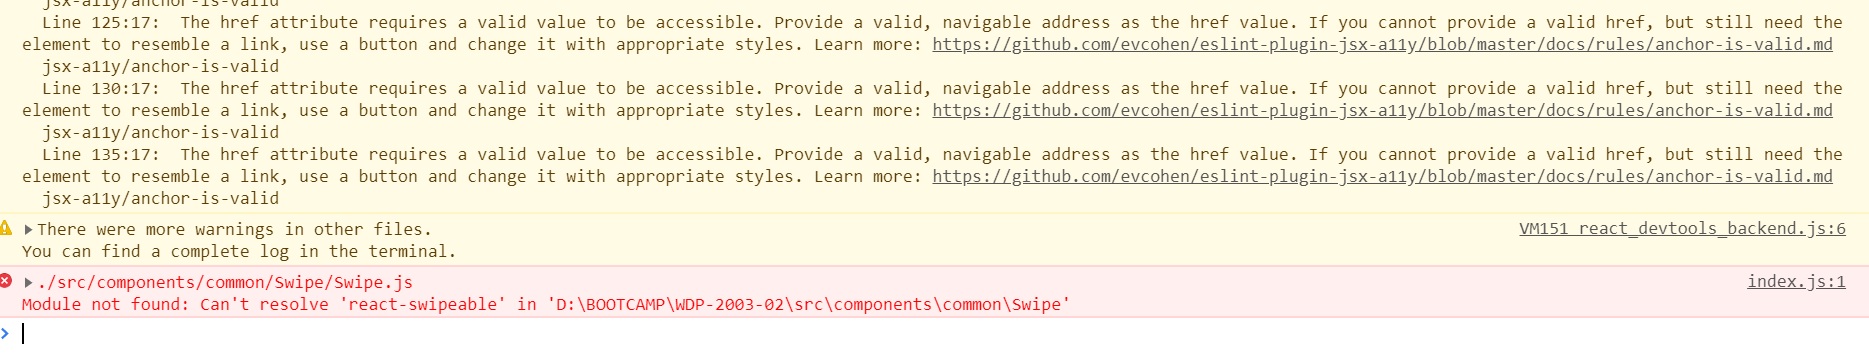 jsx-a11y/anchor-is-valid
Line 125:17:  The href attribute requires a valid value to be accessible. Provide a valid, navigable address as the href value. If you cannot provide a valid href, but still need the
element to resemble a link, use a button and change it with appropriate styles. Learn more: https://github.com/evcohen/eslint-plugin-jsx-a11y/blob/master/docs/rules/anchor-is-valid.md
jsx-a11y/anchor-is-valid
Line 130:17:  The href attribute requires a valid value to be accessible. Provide a valid, navigable address as the href value. If you cannot provide a valid href, but still need the
element to resemble a link, use a button and change it with appropriate styles. Learn more: https://github.com/evcohen/eslint-plugin-jsx-a11y/blob/master/docs/rules/anchor-is-valid.md
jsx-a11y/anchor-is-valid
Line 135:17:  The href attribute requires a valid value to be accessible. Provide a valid, navigable address as the href value. If you cannot provide a valid href, but still need the
element to resemble a link, use a button and change it with appropriate styles. Learn more: https://github.com/evcohen/eslint-plugin-jsx-a11y/blob/master/docs/rules/anchor-is-valid.md
jsx-a11y/anchor-is-valid
There were more warnings in other files. VM151 react_devtools_backend.js:6
You can find a complete log in the terminal.
./src/components/common/Swipe/Swipe.js index.js:1
Module not found: Can't resolve 'react-swipeable' in 'D:\BOOTCAMP\WDP-2003-02\src\components\common\Swipe'